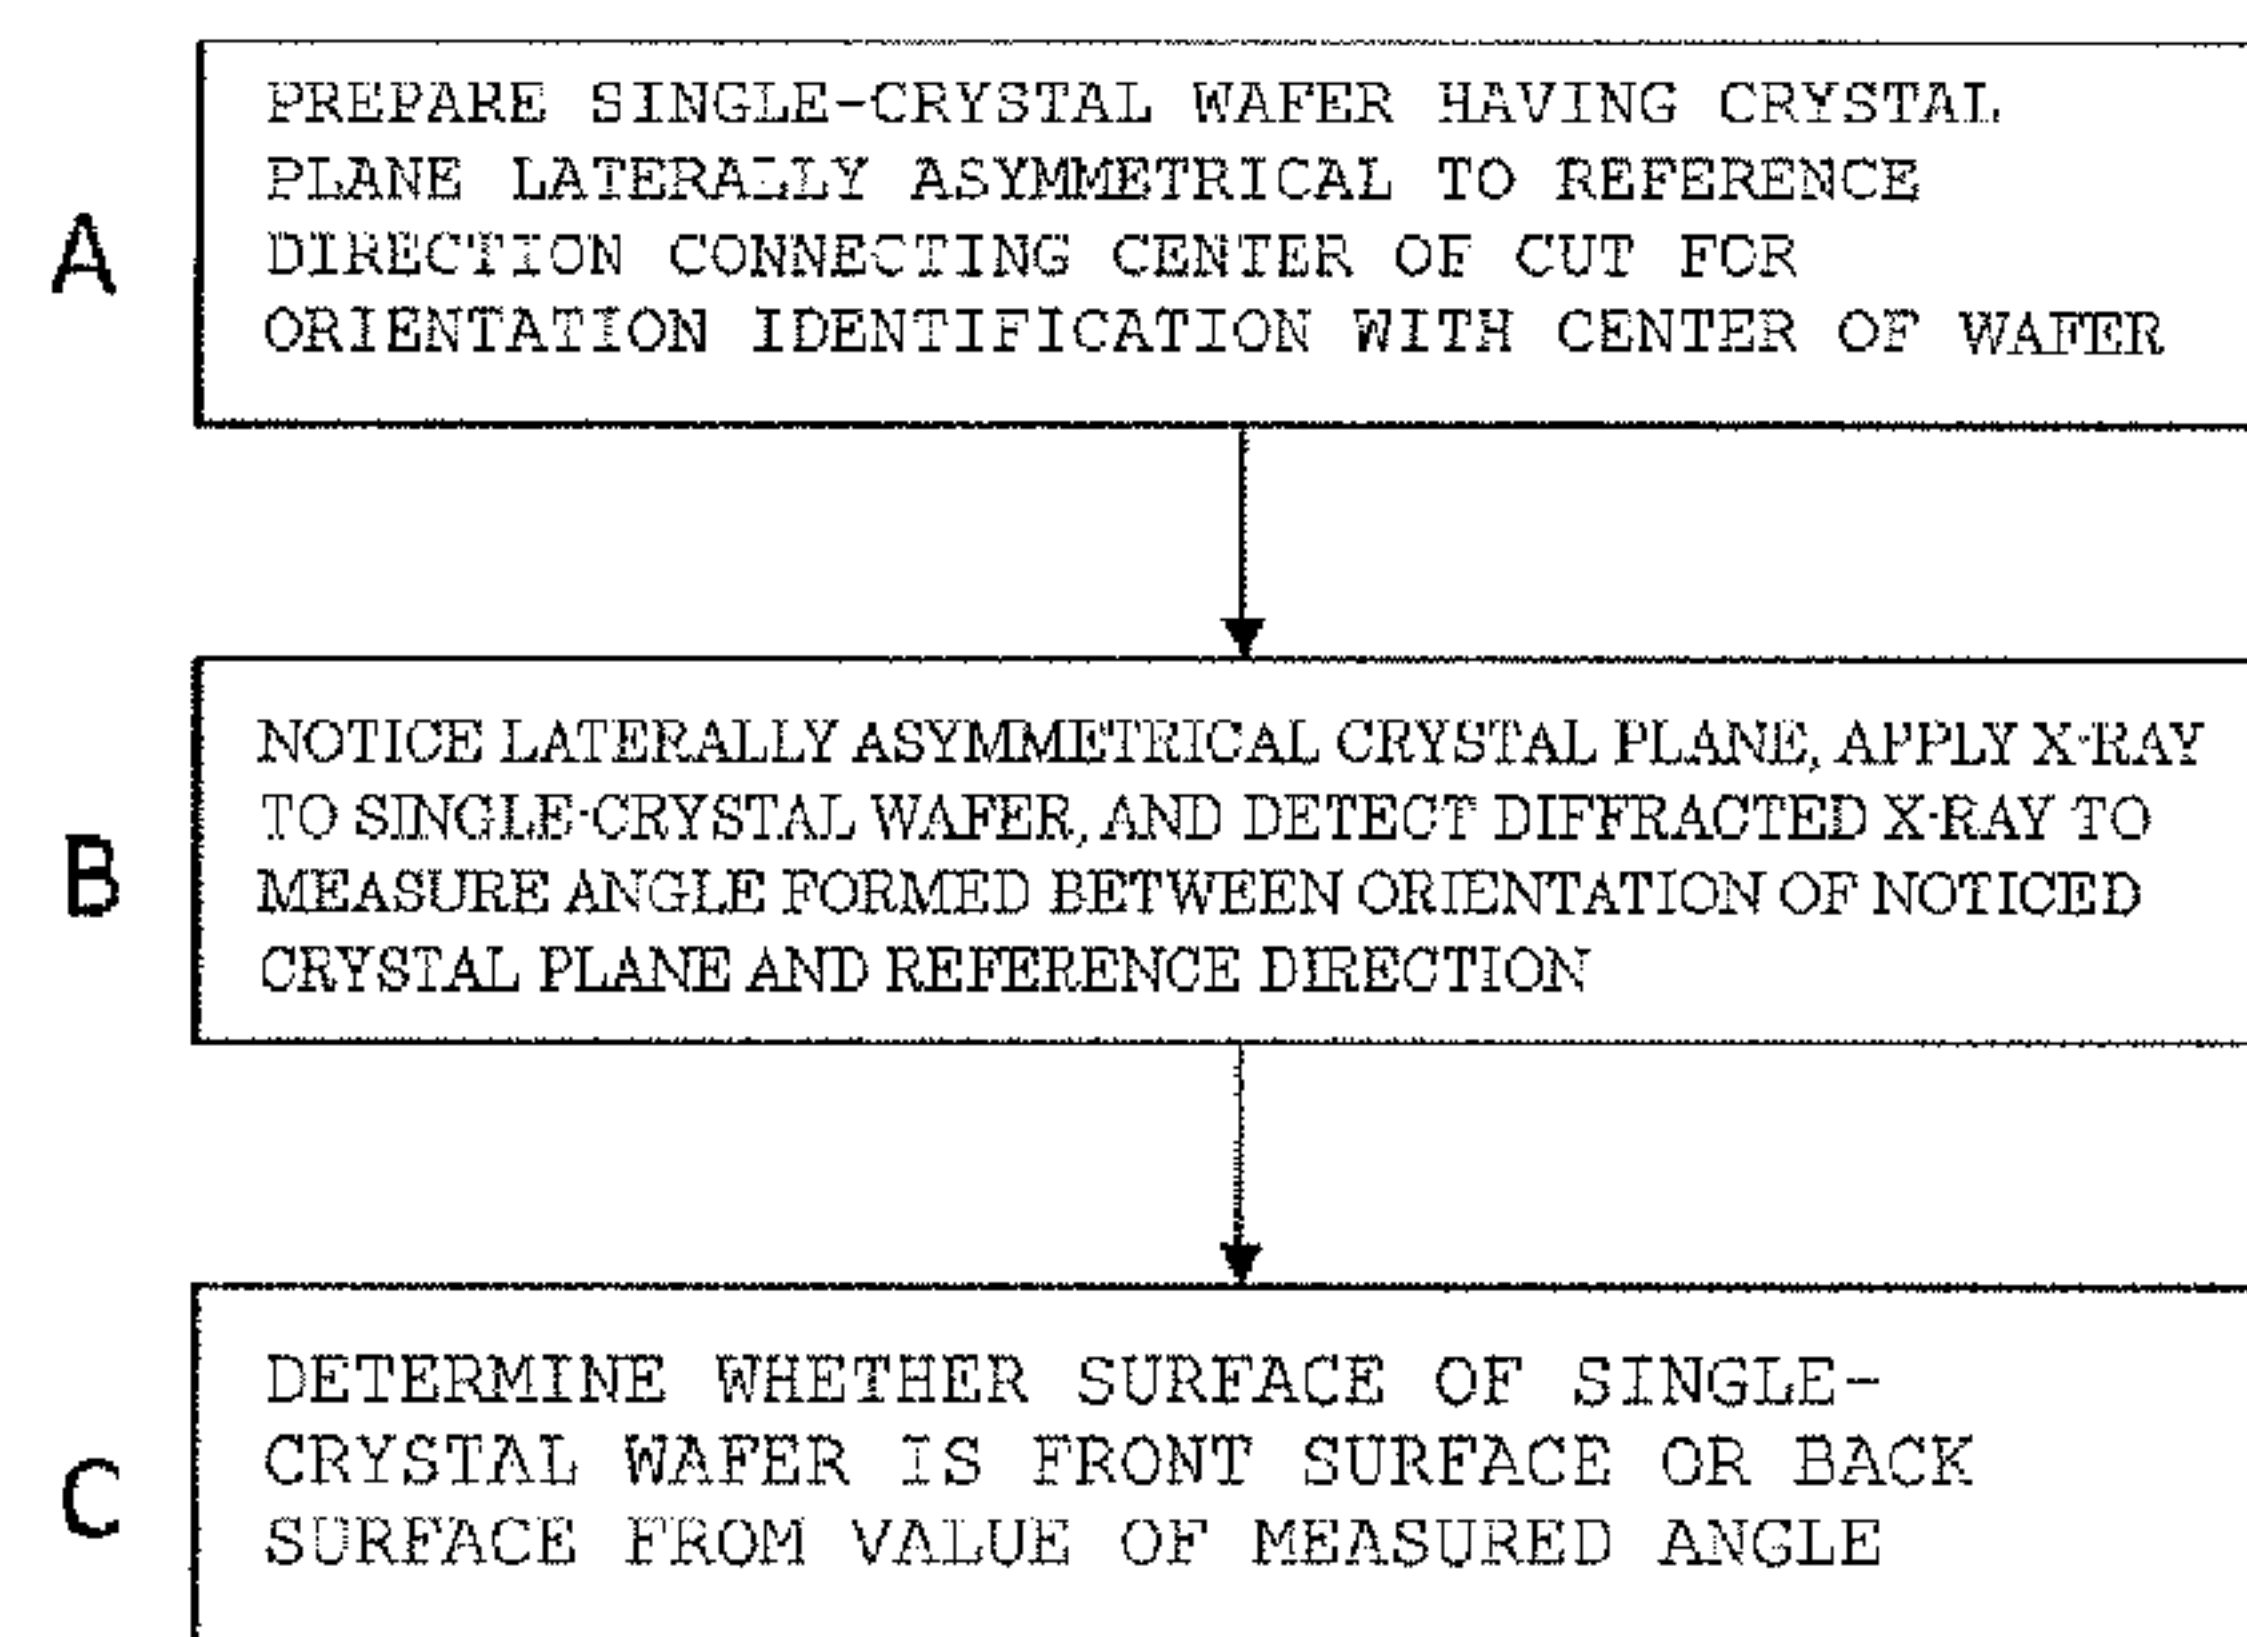 A
PREPARE SINGLE-CRYSTAL WAFER HAVING CRYSTAL
PLANE LATERALLY ASYMMETRICAL TO REFERENCE
DIRECTION CONNECTING CENTER OF CUT FOR
ORIENTATION IDENTIFICATION WITH CENTER OF WAFER
B
NOTICE LATERALLY ASYMMETRICAL CRYSTAL PLANE, APPLY X-RAY
TO SINGLE-CRYSTAL WAFER, AND DETECT DIFFRACTED X-RAY TO
MEASURE ANGLE FORMED BETWEEN ORIENTATION OF NOTICED
CRYSTAL PLANE AND REFERENCE DIRECTION
C
DETERMINE WHETHER SURFACE OF SINGLE-
CRYSTAL WAFER IS FRONT SURFACE OR BACK
SURFACE FROM VALUE OF MEASURED ANGLE